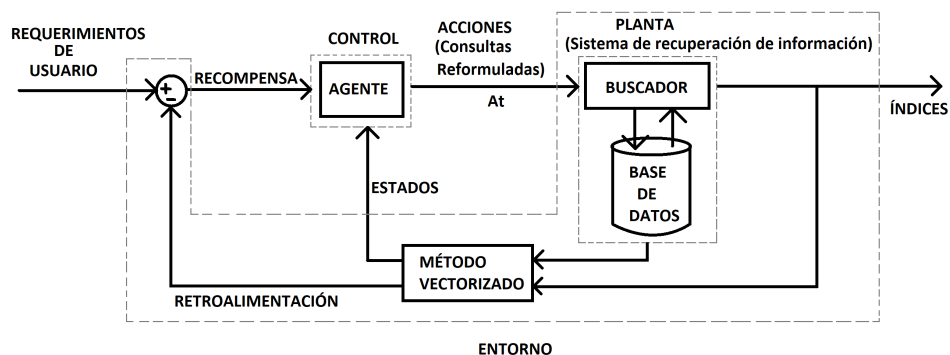 REQUERIMIENTOS
DE
USUARIO
+
−
RECOMPENSA
CONTROL
AGENTE
ACCIONES
(Consultas
Reformuladas)
At
PLANTA
(Sistema de recuperación de información)
BUSCADOR
BASE
DE
DATOS
ÍNDICES
ESTADOS
MÉTODO
VECTORIZADO
RETROALIMENTACIÓN
ENTORNO